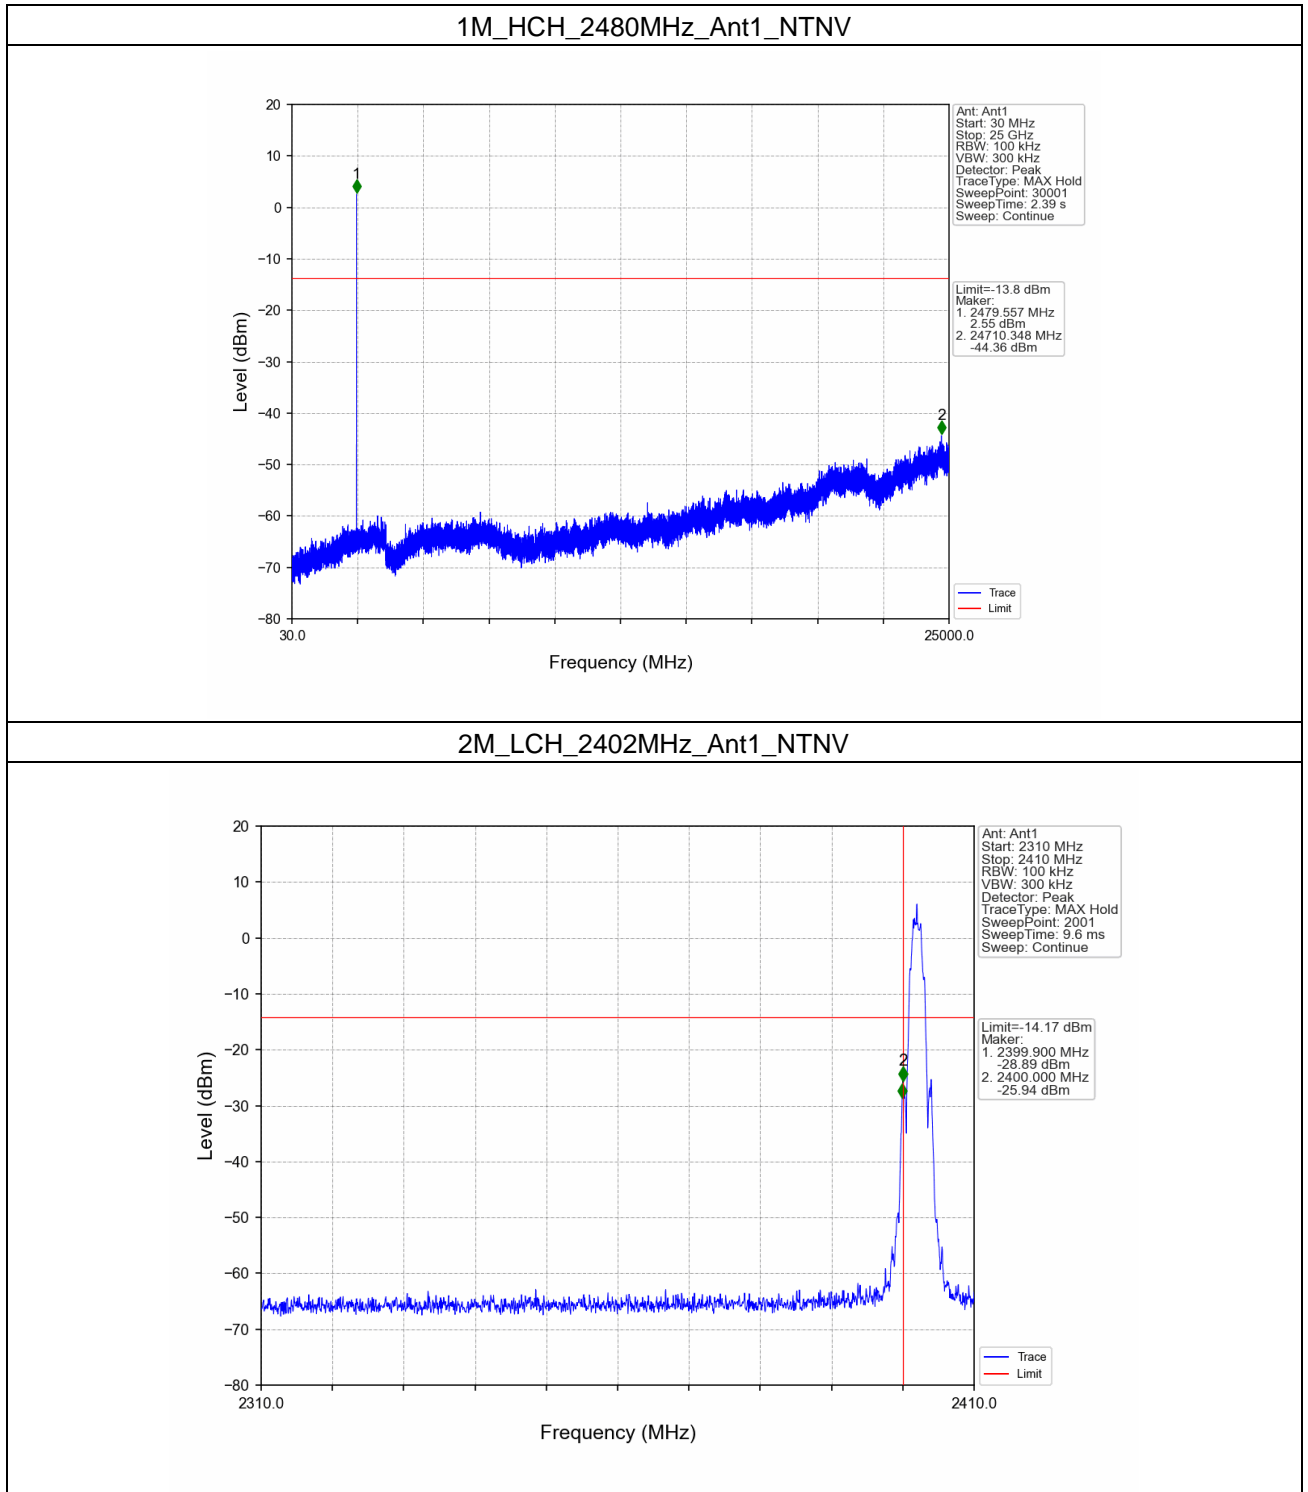 1M_HCH_2480MHz_Ant1_NTNV
20
10
0
−10
−20
−30
−40
−50
−60
−70
−80
Level (dBm)
1
2
30.0
25000.0
Frequency (MHz)
Ant: Ant1
Start: 30 MHz
Stop: 25 GHz
RBW: 100 kHz
VBW: 300 kHz
Detector: Peak
TraceType: MAX Hold
SweepPoint: 30001
SweepTime: 2.39 s
Sweep: Continue
Limit=-13.8 dBm
Maker:
1. 2479.557 MHz
2.55 dBm
2. 24710.348 MHz
-44.36 dBm
Trace
Limit
2M_LCH_2402MHz_Ant1_NTNV
20
10
0
−10
−20
−30
−40
−50
−60
−70
−80
Level (dBm)
2
2310.0
2410.0
Frequency (MHz)
Ant: Ant1
Start: 2310 MHz
Stop: 2410 MHz
RBW: 100 kHz
VBW: 300 kHz
Detector: Peak
TraceType: MAX Hold
SweepPoint: 2001
SweepTime: 9.6 ms
Sweep: Continue
Limit=-14.17 dBm
Maker:
1. 2399.900 MHz
-28.89 dBm
2. 2400.000 MHz
-25.94 dBm
Trace
Limit